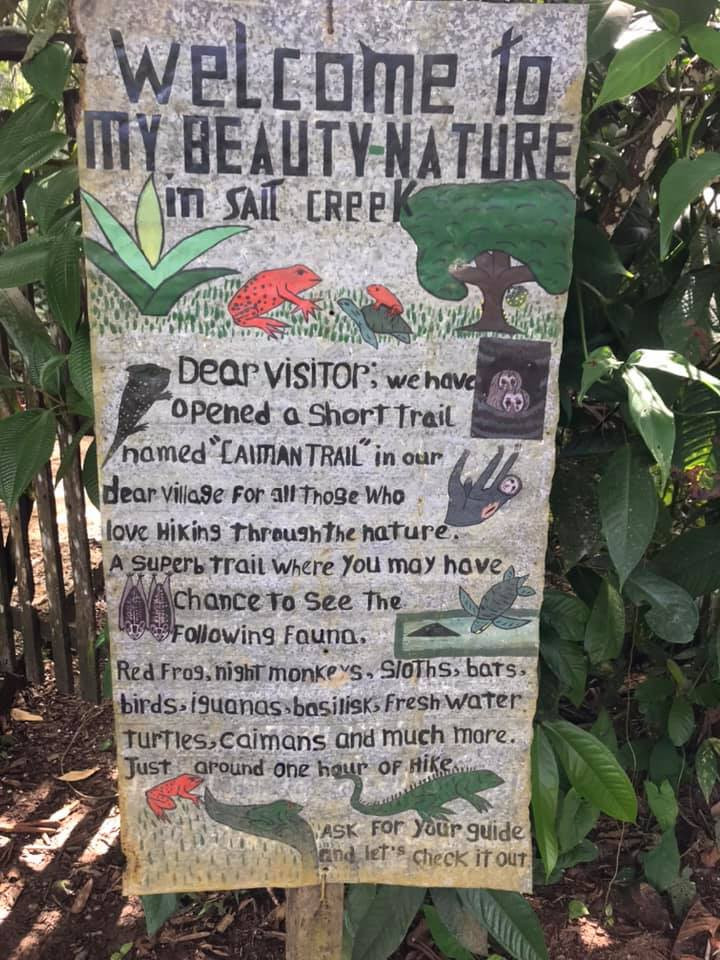 Welcome to
MY BEAUTY-NATURE
in Salt creek
Dear visitor; we have
opened a short trail
named "CAIMAN TRAIL" in our
dear village for all those who
love Hiking through the nature.
A superb trail where you may have
chance to see the
following fauna.
Red Frog, night monkeys, sloths, bats,
birds, iguanas, basilisk, fresh water
turtles, caimans and much more.
Just around one hour of Hike.
Ask for your guide
and let's check it out